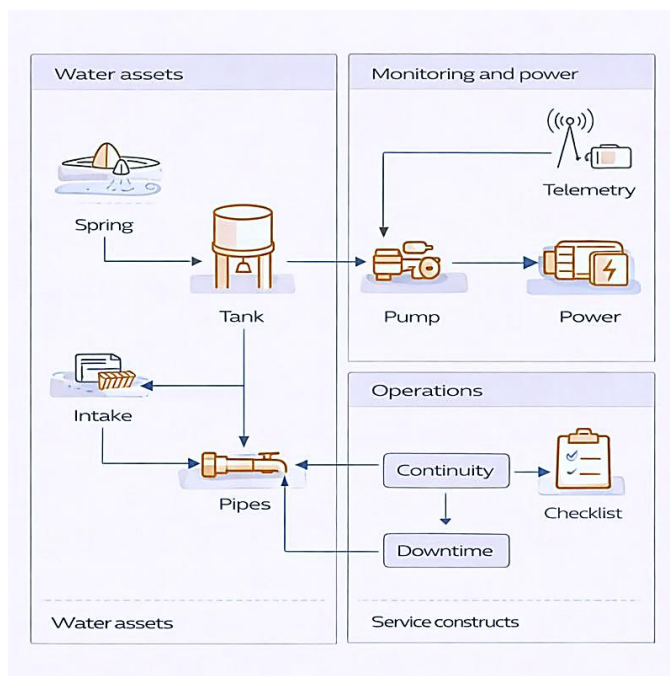 Water assets
Spring
Tank
Intake
Pipes
Water assets
Monitoring and power
Telemetry
Pump
Power
Operations
Continuity
Checklist
Downtime
Service constructs